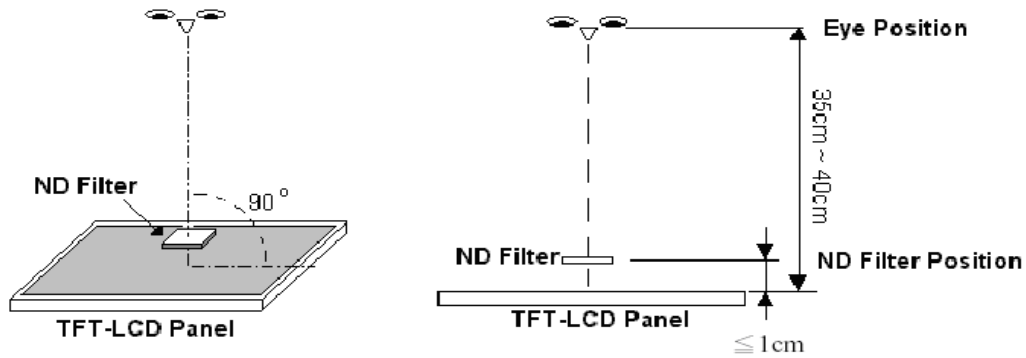 ND Filter
90°
TFT-LCD Panel
Eye Position
35cm ~ 40cm
ND Filter
ND Filter Position
TFT-LCD Panel
≦1cm